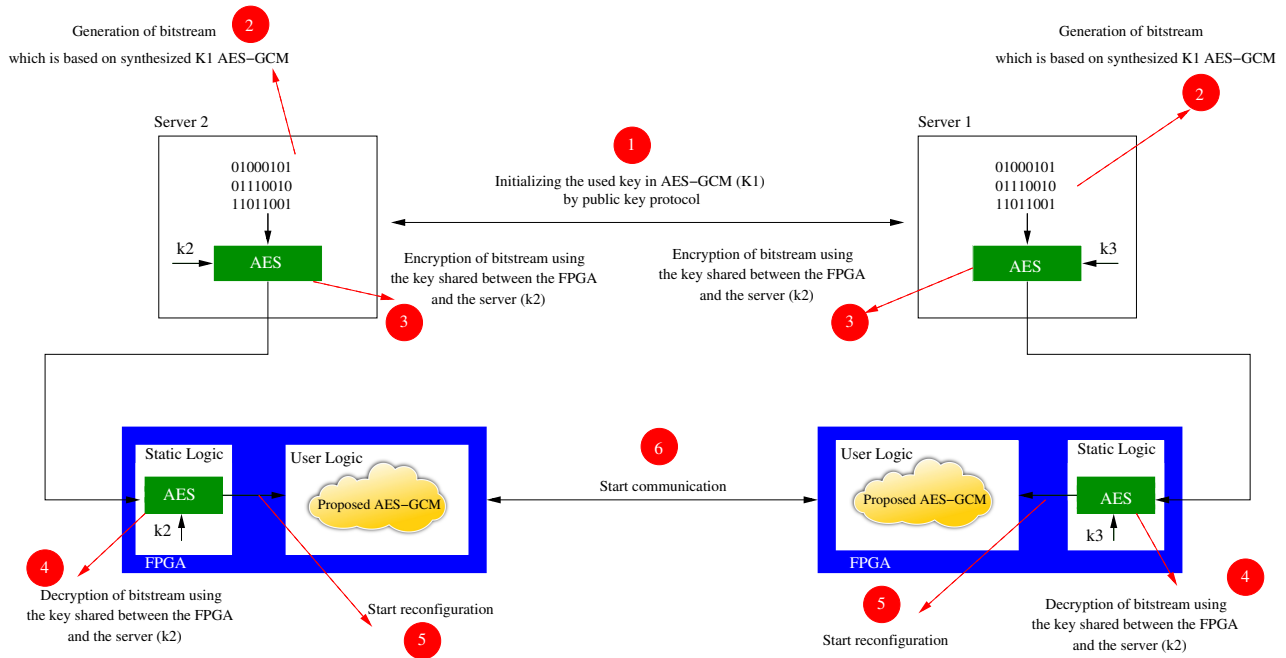 2
Generation of bitstream
which is based on synthesized K1 AES−GCM
Generation of bitstream
which is based on synthesized K1 AES−GCM
2
Server 2
Server 1
1
Initializing the used key in AES−GCM (K1)
by public key protocol
01000101
01110010
11011001
k2
AES
Encryption of bitstream using
the key shared between the FPGA
and the server (k2)
3
01000101
01110010
11011001
AES
k3
Encryption of bitstream using
the key shared between the FPGA
and the server (k2)
3
Static Logic
AES
k2
User Logic
Proposed AES−GCM
FPGA
6
Start communication
User Logic
Proposed AES−GCM
Static Logic
AES
k3
FPGA
4
Decryption of bitstream using
the key shared between the FPGA
and the server (k2)
Start reconfiguration
5
5
Start reconfiguration
4
Decryption of bitstream using
the key shared between the FPGA
and the server (k2)